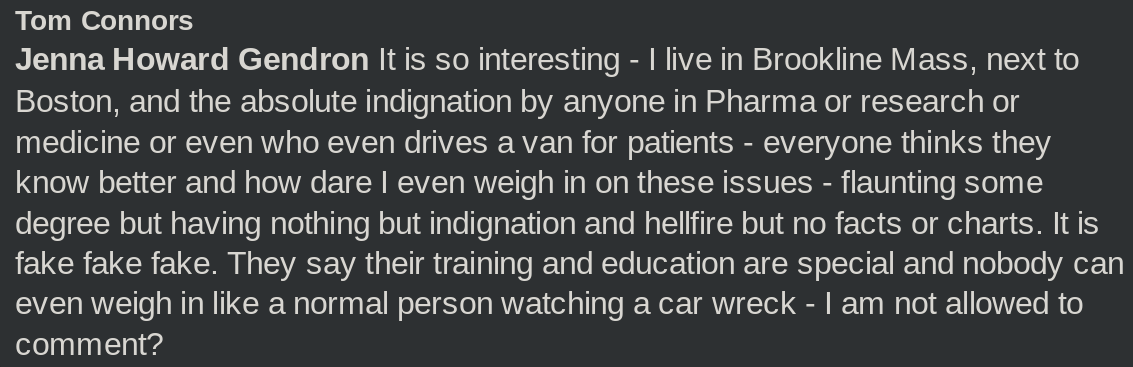 Tom Connors
Jenna Howard Gendron It is so interesting - I live in Brookline Mass, next to
Boston, and the absolute indignation by anyone in Pharma or research or
medicine or even who even drives a van for patients - everyone thinks they
know better and how dare I even weigh in on these issues - flaunting some
degree but having nothing but indignation and hellfire but no facts or charts. It is
fake fake fake. They say their training and education are special and nobody can
even weigh in like a normal person watching a car wreck - I am not allowed to
comment?